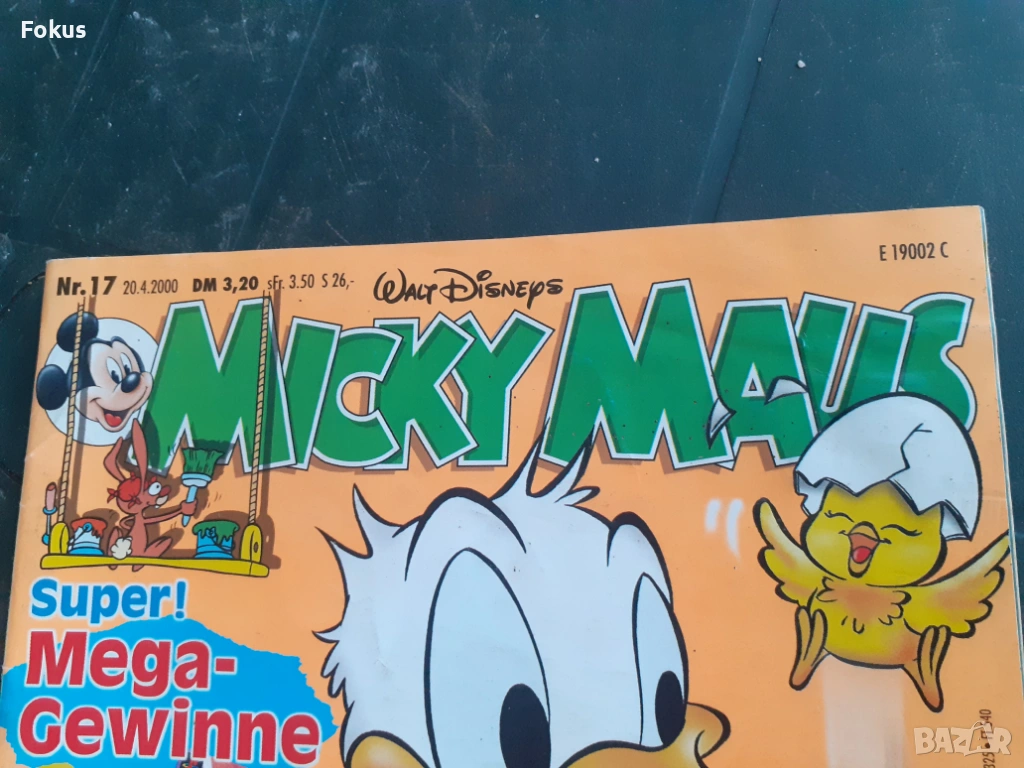 Fokus
E 19002 C
Nr. 17 20.4.2000 DM 3,20 sFr. 3.50 S 26,-
WALT DISNEYS
MICKY MAUS
Super!
Mega-
Gewinne
BAZAR